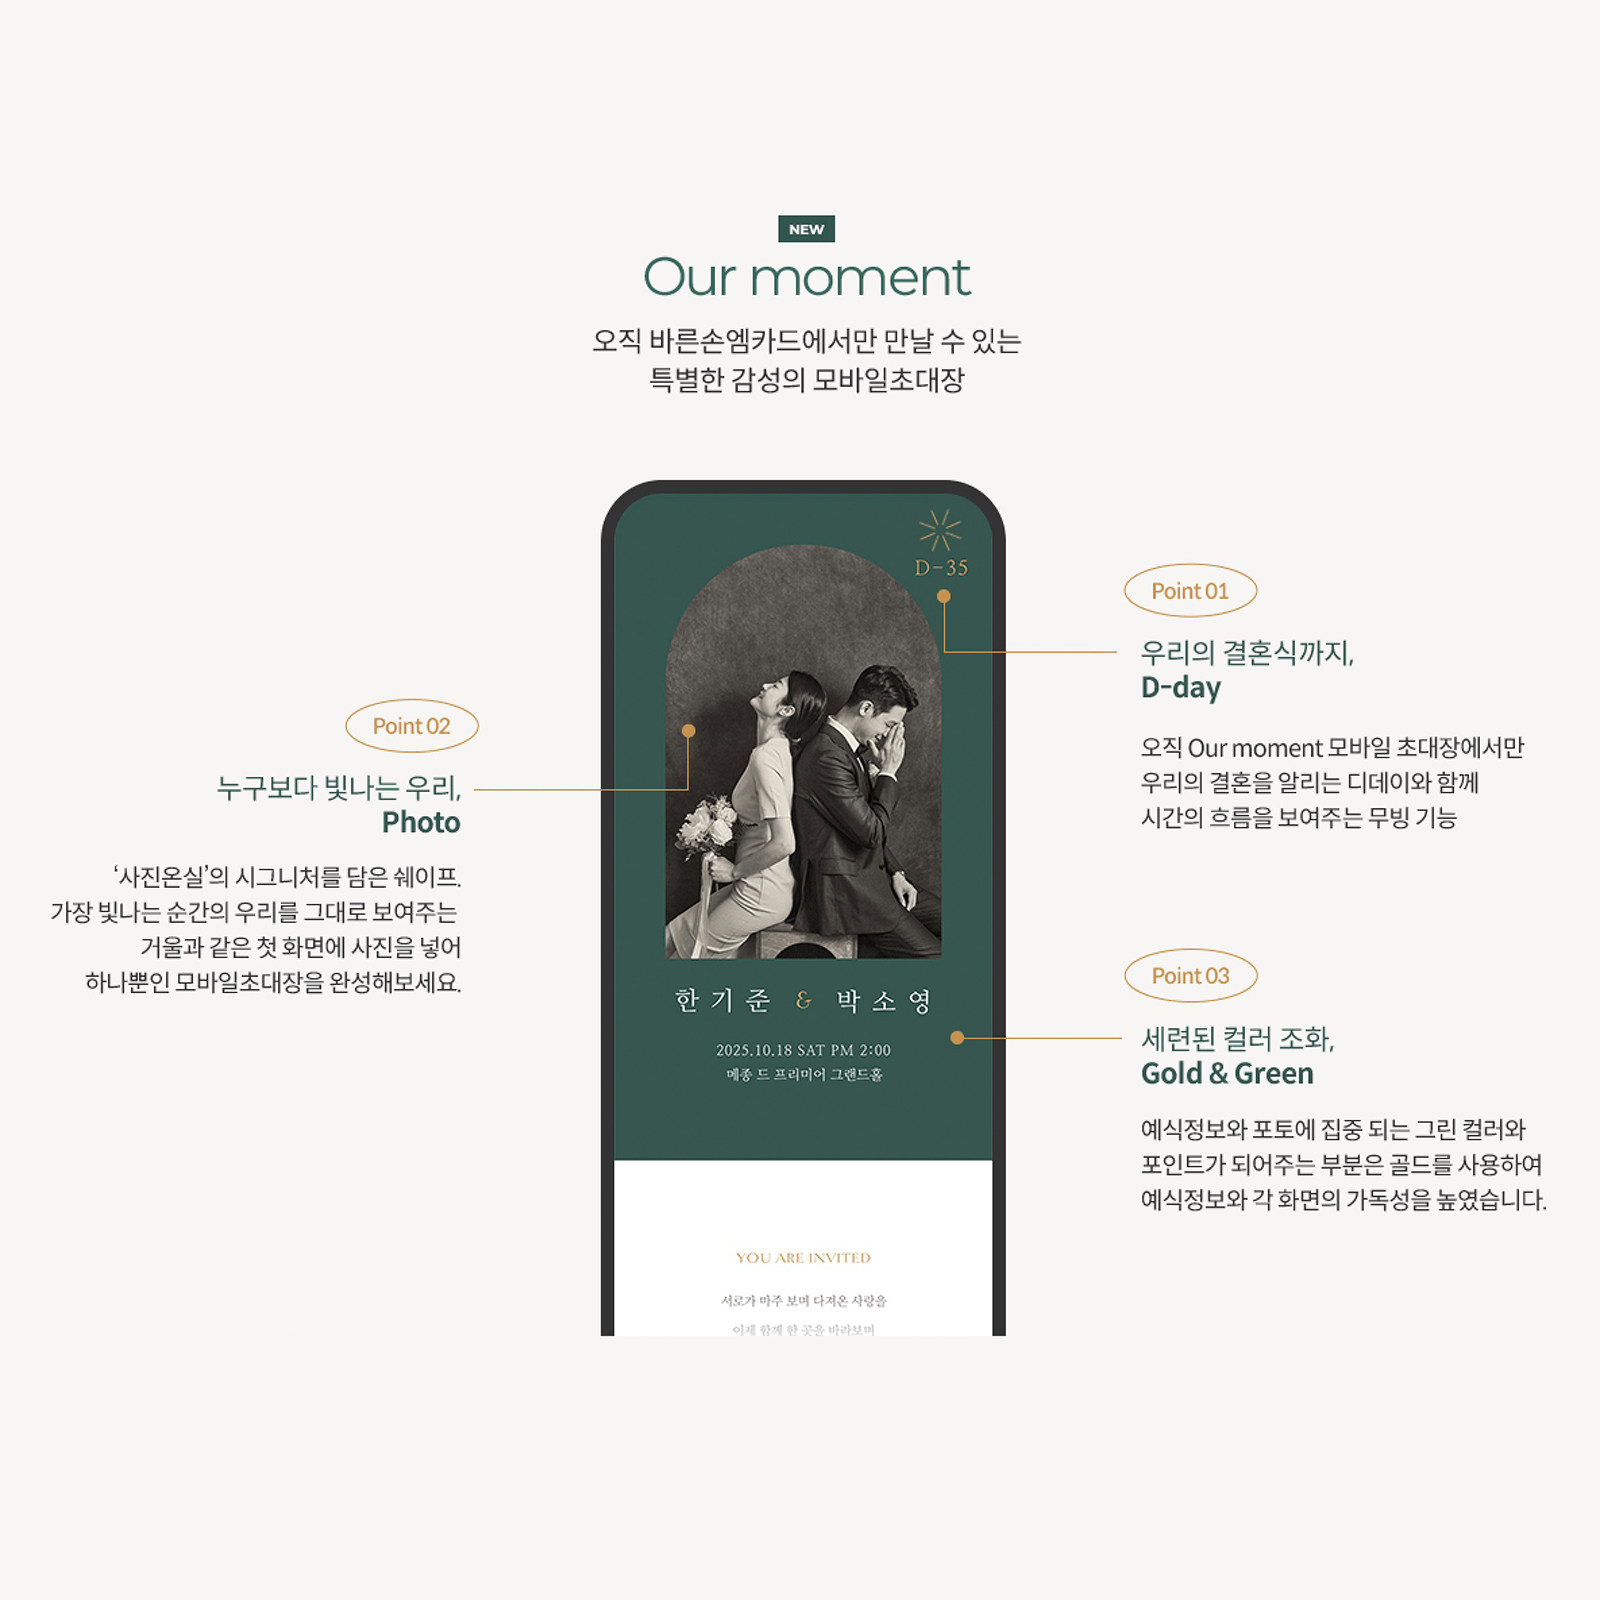 NEW
Our moment
오직 바른손엠카드에서만 만날 수 있는
특별한 감성의 모바일초대장
D-35
Point 01
우리의 결혼식까지,
D-day
오직 Our moment 모바일 초대장에서만
우리의 결혼을 알리는 디데이와 함께
시간의 흐름을 보여주는 무빙 기능
Point 02
누구보다 빛나는 우리,
Photo
‘사진온실’의 시그니처를 담은 쉐이프.
가장 빛나는 순간의 우리를 그대로 보여주는
거울과 같은 첫 화면에 사진을 넣어
하나뿐인 모바일초대장을 완성해보세요.
한기준 & 박소영
2025.10.18 SAT PM 2:00
메종 드 프리미어 그랜드홀
Point 03
세련된 컬러 조화,
Gold & Green
예식정보와 포토에 집중 되는 그린 컬러와
포인트가 되어주는 부분은 골드를 사용하여
예식정보와 각 화면의 가독성을 높였습니다.
YOU ARE INVITED
서로가 마주 보며 다져온 사랑을
이제 함께 한 곳을 바라보며